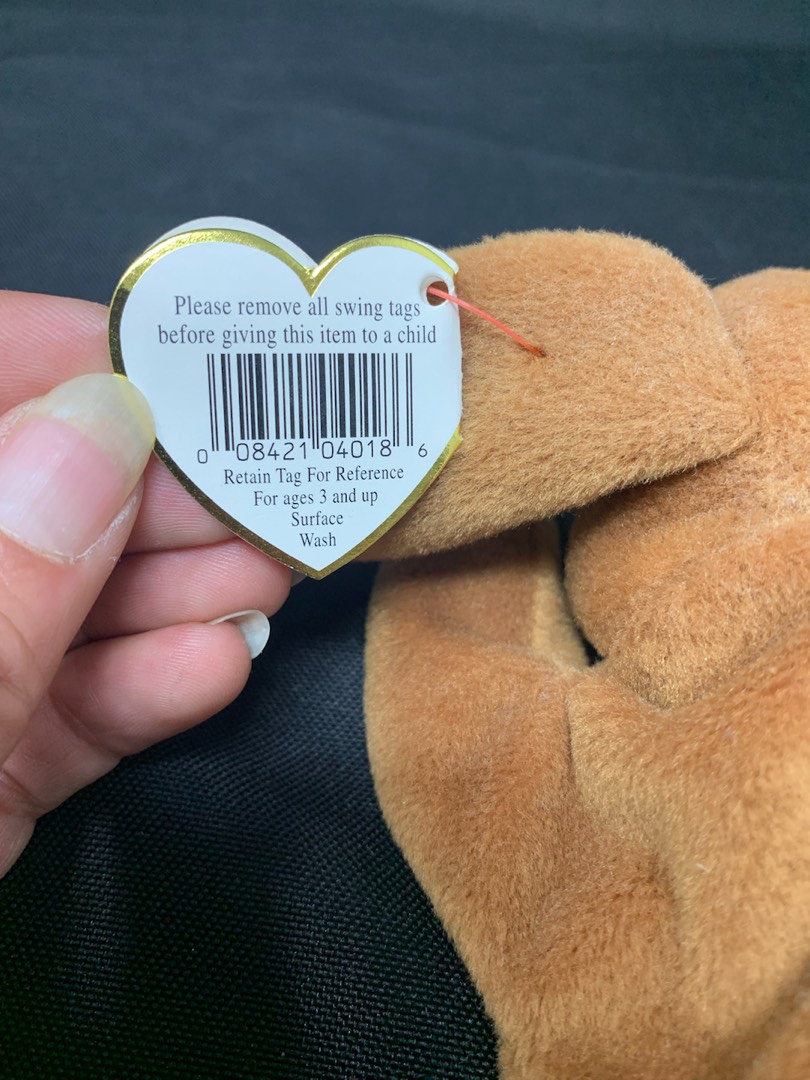 Please remove all swing tags
before giving this item to a child
0 08421 04018 6
Retain Tag For Reference
For ages 3 and up
Surface
Wash